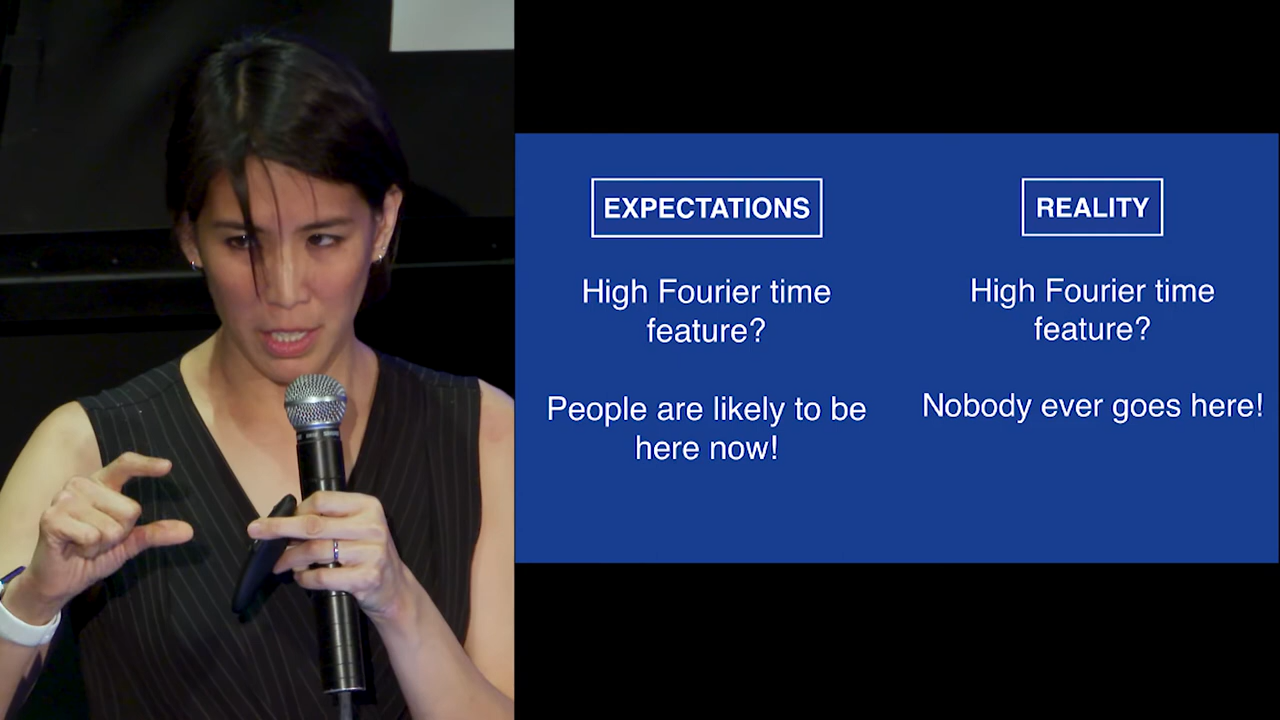 EXPECTATIONS
High Fourier time
feature?
People are likely to be
here now!
REALITY
High Fourier time
feature?
Nobody ever goes here!